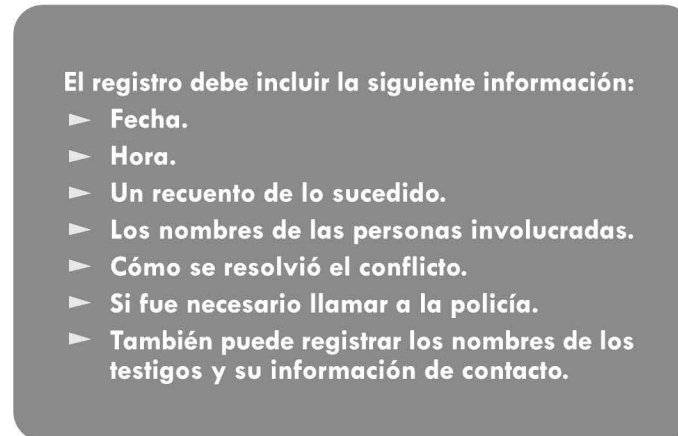 El registro debe incluir la siguiente información:
► Fecha.
► Hora.
► Un recuento de lo sucedido.
► Los nombres de las personas involucradas.
► Cómo se resolvió el conflicto.
► Si fue necesario llamar a la policía.
► También puede registrar los nombres de los
testigos y su información de contacto.